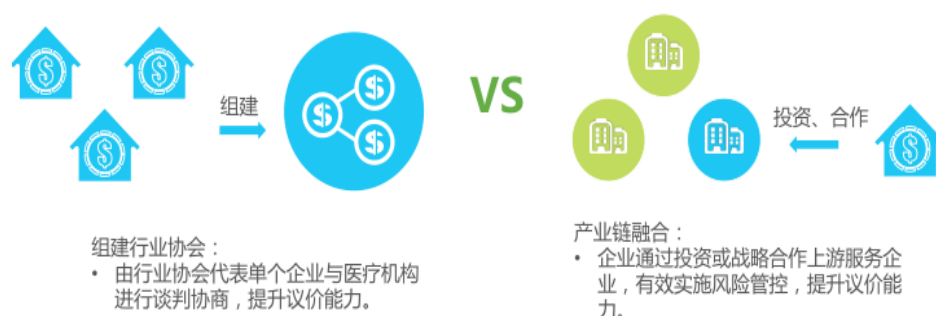 组建
VS
投资、合作
组建行业协会：
• 由行业协会代表单个企业与医疗机构
进行谈判协商，提升议价能力。
产业链融合：
• 企业通过投资或战略合作上游服务企
业，有效实施风险管控，提升议价能
力。